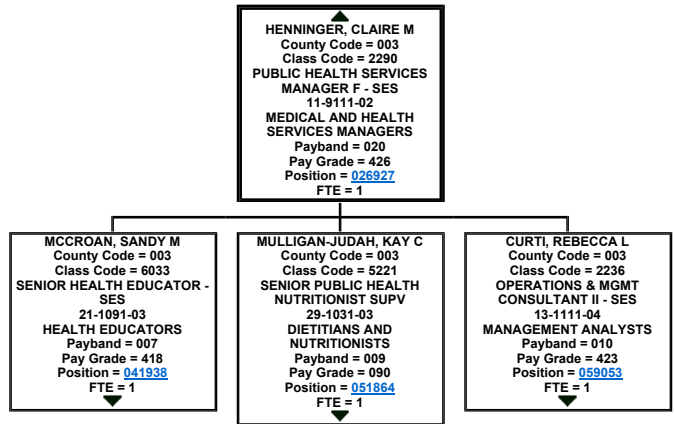 HENNINGER, CLAIRE M
County Code = 003
Class Code = 2290
PUBLIC HEALTH SERVICES
MANAGER F - SES
11-9111-02
MEDICAL AND HEALTH
SERVICES MANAGERS
Payband = 020
Pay Grade = 426
Position = 026927
FTE = 1
MCCROAN, SANDY M
County Code = 003
Class Code = 6033
SENIOR HEALTH EDUCATOR -
SES
21-1091-03
HEALTH EDUCATORS
Payband = 007
Pay Grade = 418
Position = 041938
FTE = 1
MULLIGAN-JUDAH, KAY C
County Code = 003
Class Code = 5221
SENIOR PUBLIC HEALTH
NUTRITIONIST SUPV
29-1031-03
DIETITIANS AND
NUTRITIONISTS
Payband = 009
Pay Grade = 090
Position = 051864
FTE = 1
CURTI, REBECCA L
County Code = 003
Class Code = 2236
OPERATIONS & MGMT
CONSULTANT II - SES
13-1111-04
MANAGEMENT ANALYSTS
Payband = 010
Pay Grade = 423
Position = 059053
FTE = 1